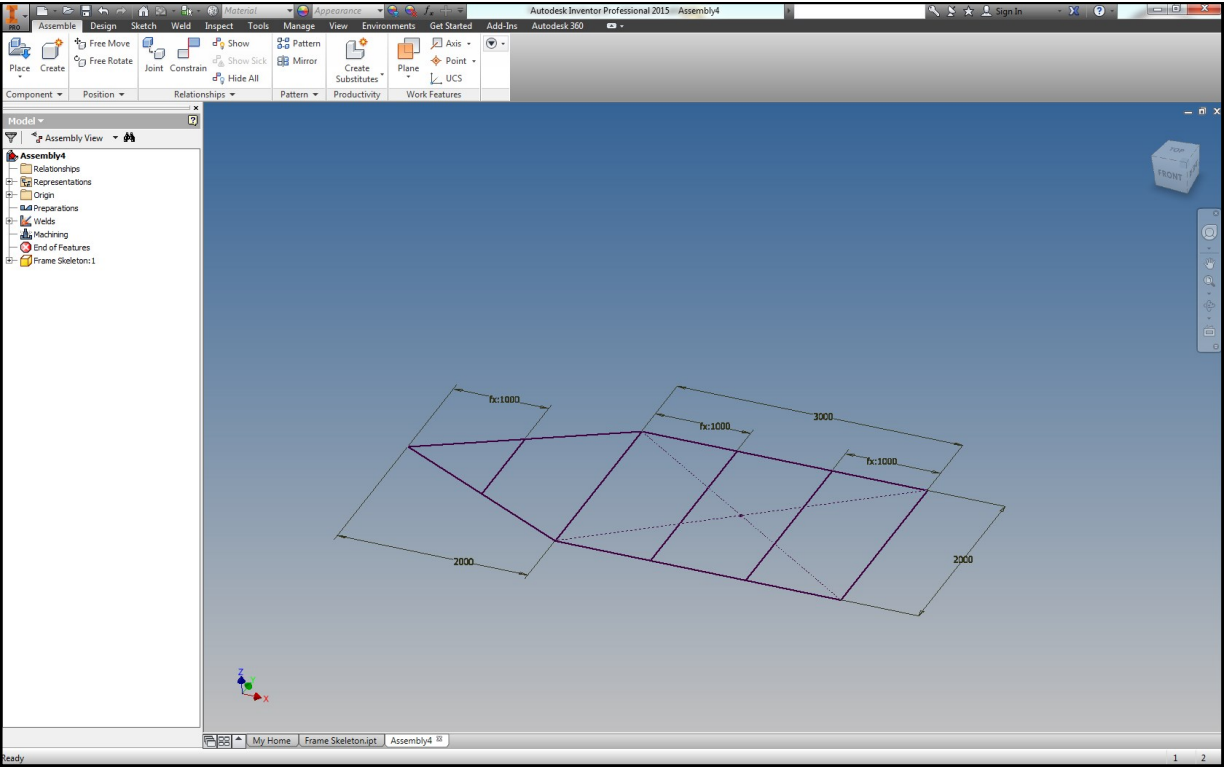 Material
Appearance
Autodesk Inventor Professional 2015 Assembly4
Sign In
PRO
Assemble Design Sketch Weld Inspect Tools Manage View Environments Get Started Add-Ins Autodesk 360
Place
Create
Free Move
Free Rotate
Joint
Constrain
Show
Show Sick
Hide All
Pattern
Mirror
Create
Substitutes
Plane
Axis
Point
UCS
Component
Position
Relationships
Pattern
Productivity
Work Features
Model
Assembly View
Assembly4
Relationships
Representations
Origin
Preparations
Welds
Machining
End of Features
Frame Skeleton:1
TOP
FRONT
fx:1000
3000
fx:1000
fx:1000
2000
2000
Z
Y
X
My Home
Frame Skeleton.ipt
Assembly4
Ready
1 2